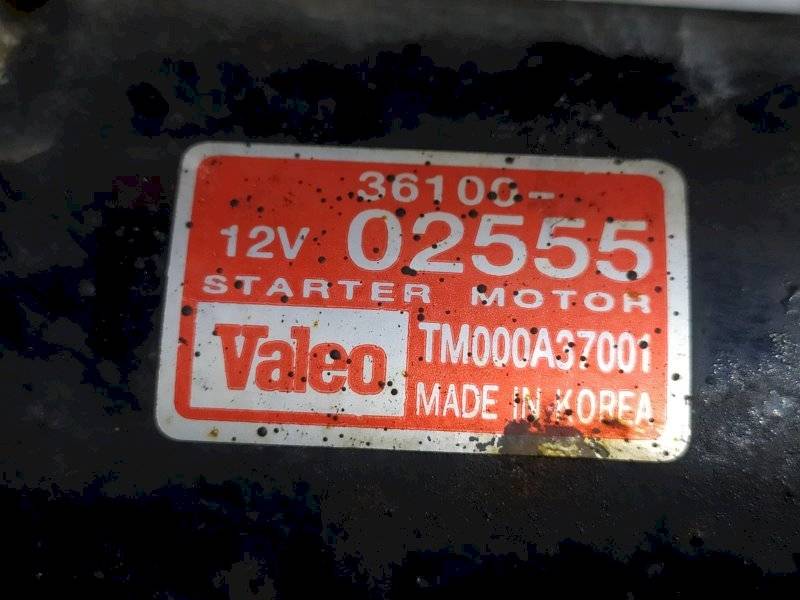 36100-
12V 02555
STARTER MOTOR
Valeo TM000A37001
MADE IN KOREA